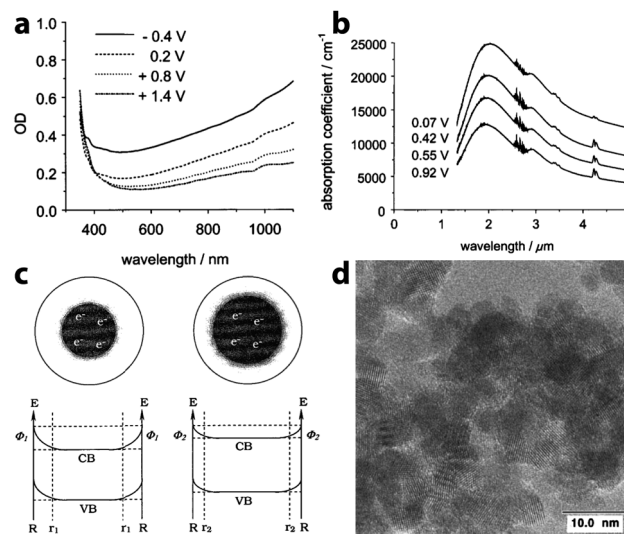 a
1.0
0.8
0.6
0.4
0.2
0.0
OD
- 0.4 V
0.2 V
+ 0.8 V
+ 1.4 V
400 600 800 1000
wavelength / nm
b
25000
20000
15000
10000
5000
0
absorption coefficient / cm⁻¹
0.07 V
0.42 V
0.55 V
0.92 V
0 1 2 3 4
wavelength / μm
c
e⁻ e⁻
e⁻ e⁻
e⁻ e⁻
e⁻ e⁻
E E E E
Φ₁ Φ₁ Φ₂ Φ₂
CB CB
VB VB
R r₁ r₁ R R r₂ r₂ R
d
10.0 nm